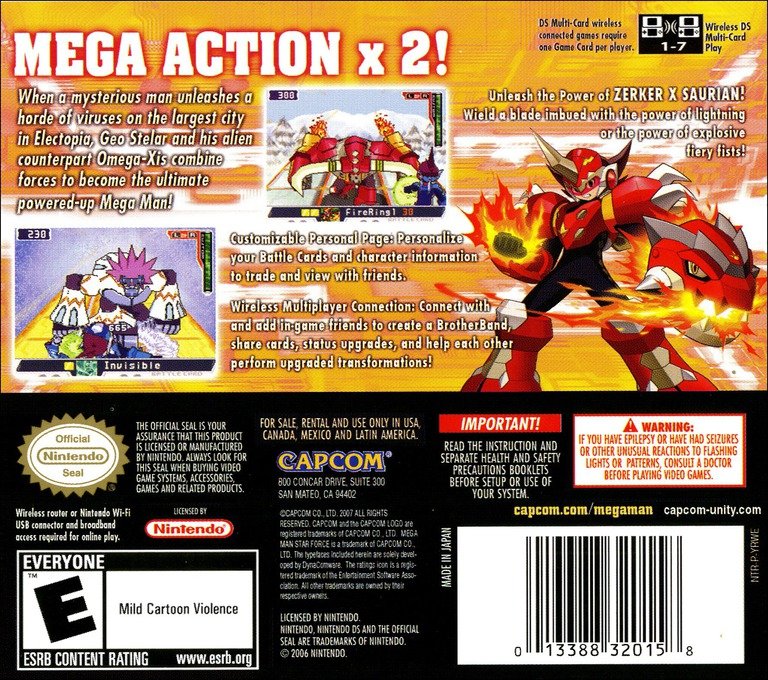 DS Multi-Card wireless
connected games require
one Game Card per player.
1-7
Wireless DS
Multi-Card
Play
MEGA ACTION x 2!
When a mysterious man unleashes a
horde of viruses on the largest city
in Electopia, Geo Stelar and his alien
counterpart Omega-Xis combine
forces to become the ultimate
powered-up Mega Man!
300
L R
FireRing1 30
BATTLE CARD
Unleash the Power of ZERKER X SAURIAN!
Wield a blade imbued with the power of lightning
or the power of explosive
fiery fists!
230
L R
665
Invisible
BATTLE CARD
Customizable Personal Page: Personalize
your Battle Cards and character information
to trade and view with friends.
Wireless Multiplayer Connection: Connect with
and add in-game friends to create a BrotherBand,
share cards, status upgrades, and help each other
perform upgraded transformations!
Official
Nintendo
Seal
THE OFFICIAL SEAL IS YOUR
ASSURANCE THAT THIS PRODUCT
IS LICENSED OR MANUFACTURED
BY NINTENDO. ALWAYS LOOK FOR
THIS SEAL WHEN BUYING VIDEO
GAME SYSTEMS, ACCESSORIES,
GAMES AND RELATED PRODUCTS.
Wireless router or Nintendo Wi-Fi
USB connector and broadband
access required for online play.
LICENSED BY
Nintendo
EVERYONE
TM
E
Mild Cartoon Violence
ESRB CONTENT RATING www.esrb.org
FOR SALE, RENTAL AND USE ONLY IN USA,
CANADA, MEXICO AND LATIN AMERICA.
CAPCOM®
800 CONCAR DRIVE, SUITE 300
SAN MATEO, CA 94402
©CAPCOM CO., LTD. 2007 ALL RIGHTS
RESERVED. CAPCOM and the CAPCOM LOGO are
registered trademarks of CAPCOM CO., LTD. MEGA
MAN STAR FORCE is a trademark of CAPCOM CO.,
LTD. The typefaces included herein are solely devel-
oped by DynaComware. The ratings icon is a regis-
tered trademark of the Entertainment Software Asso-
ciation. All other trademarks are owned by their
respective owners.
LICENSED BY NINTENDO.
NINTENDO, NINTENDO DS AND THE OFFICIAL
SEAL ARE TRADEMARKS OF NINTENDO.
© 2006 NINTENDO.
IMPORTANT!
READ THE INSTRUCTION AND
SEPARATE HEALTH AND SAFETY
PRECAUTIONS BOOKLETS
BEFORE SETUP OR USE OF
YOUR SYSTEM.
WARNING:
IF YOU HAVE EPILEPSY OR HAVE HAD SEIZURES
OR OTHER UNUSUAL REACTIONS TO FLASHING
LIGHTS OR PATTERNS, CONSULT A DOCTOR
BEFORE PLAYING VIDEO GAMES.
capcom.com/megaman capcom-unity.com
MADE IN JAPAN
0 13388 32015 8
NTR-P-YRWE